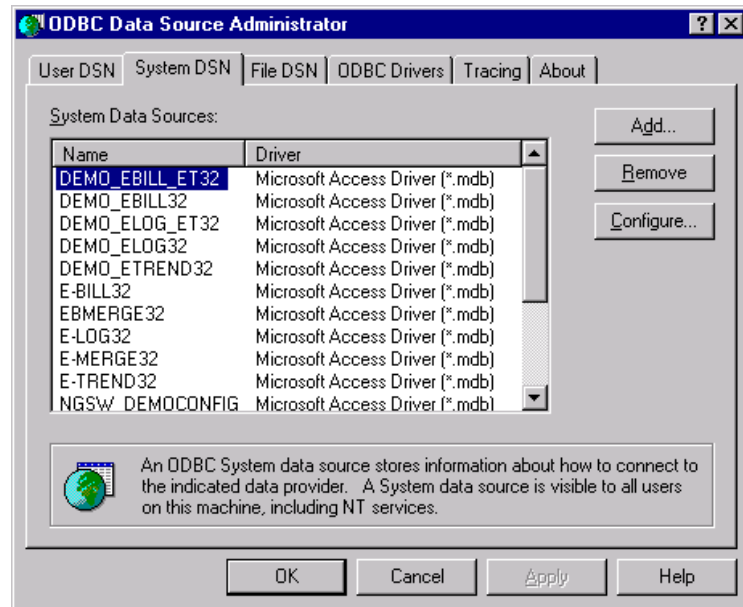 ODBC Data Source Administrator
User DSN System DSN File DSN ODBC Drivers Tracing About
System Data Sources:
Name Driver
DEMO_EBILL_ET32 Microsoft Access Driver (*.mdb)
DEMO_EBILL32 Microsoft Access Driver (*.mdb)
DEMO_ELOG_ET32 Microsoft Access Driver (*.mdb)
DEMO_ELOG32 Microsoft Access Driver (*.mdb)
DEMO_ETREND32 Microsoft Access Driver (*.mdb)
E-BILL32 Microsoft Access Driver (*.mdb)
EBMERGE32 Microsoft Access Driver (*.mdb)
E-LOG32 Microsoft Access Driver (*.mdb)
E-MERGE32 Microsoft Access Driver (*.mdb)
E-TREND32 Microsoft Access Driver (*.mdb)
NGSW_DEMOCONFIG Microsoft Access Driver (*.mdb)
Add...
Remove
Configure...
An ODBC System data source stores information about how to connect to
the indicated data provider. A System data source is visible to all users
on this machine, including NT services.
OK Cancel Apply Help